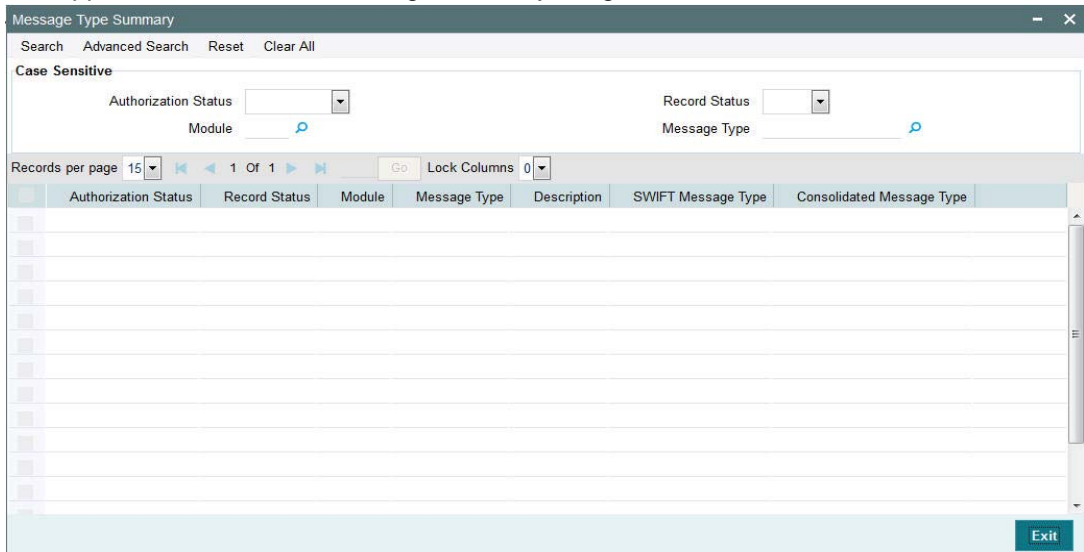 Message Type Summary
Search Advanced Search Reset Clear All
Case Sensitive
Authorization Status Record Status
Module Message Type
Records per page 15 1 Of 1 Go Lock Columns 0
Authorization Status Record Status Module Message Type Description SWIFT Message Type Consolidated Message Type
Exit